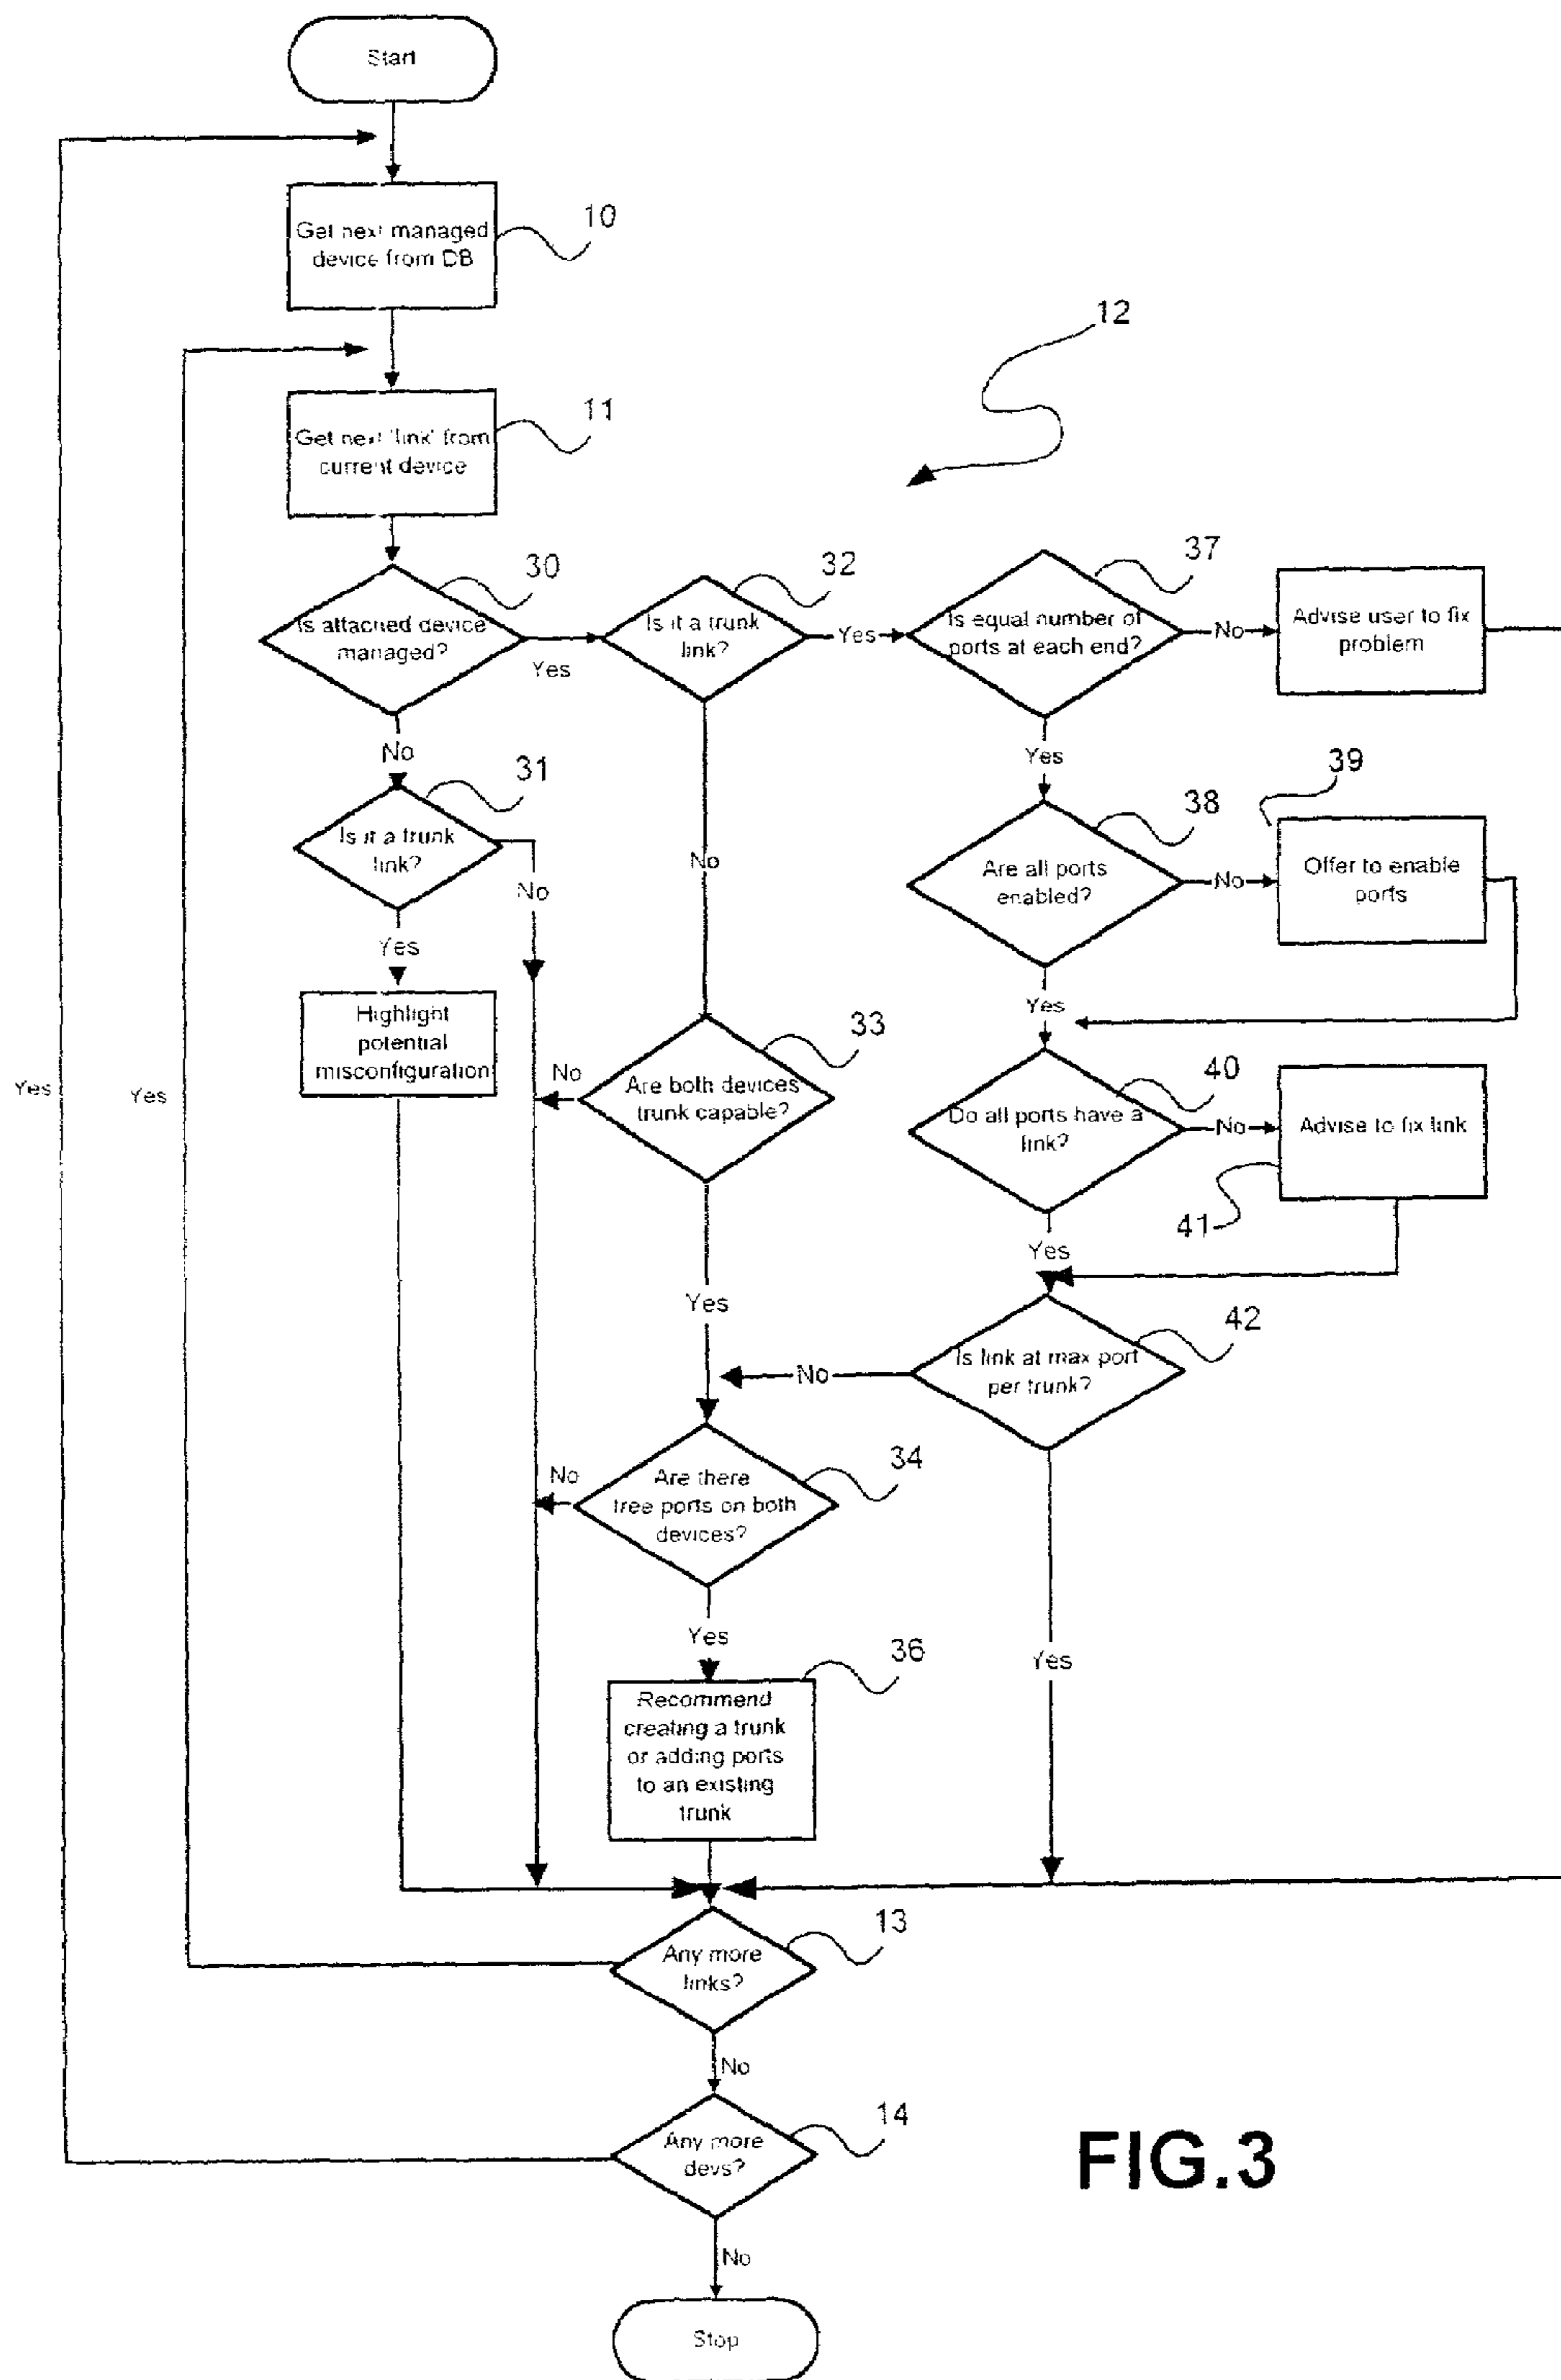 Start
Get next managed
device from DB
10
12
Get next 'link' from
current device
11
Is attached device
managed?
30
Yes
Is it a trunk
link?
32
Yes
Is equal number of
ports at each end?
37
No
Advise user to fix
problem
No
Yes
Is it a trunk
link?
31
No
Yes
No
Are all ports
enabled?
38
No
Offer to enable
ports
39
Yes
Highlight
potential
misconfiguration
Are both devices
trunk capable?
33
No
Yes
Do all ports have a
link?
40
No
Advise to fix link
41
Yes
Yes
Yes
Is link at max port
per trunk?
42
No
Yes
Are there
free ports on both
devices?
34
No
Yes
Recommend
creating a trunk
or adding ports
to an existing
trunk
36
Any more
links?
13
Yes
No
Any more
devs?
14
No
Stop
FIG.3